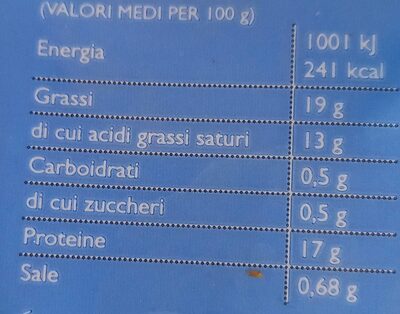 (VALORI MEDI PER 100 g)
Energia 1001 kJ
241 kcal
Grassi 19 g
di cui acidi grassi saturi 13 g
Carboidrati 0,5 g
di cui zuccheri 0,5 g
Proteine 17 g
Sale 0,68 g